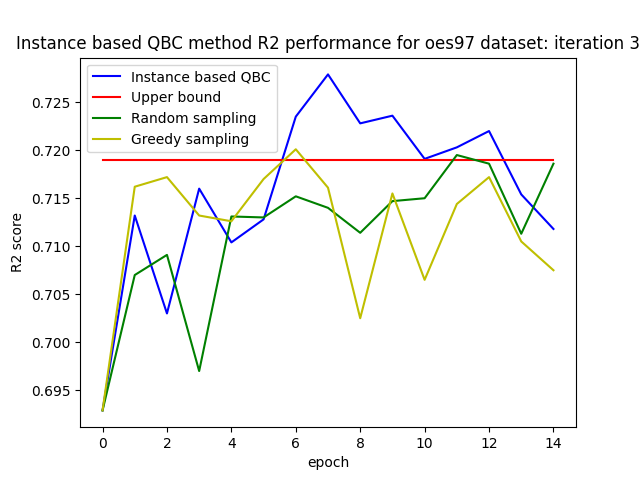 Instance based QBC method R2 performance for oes97 dataset: iteration 3
Instance based QBC
Upper bound
Random sampling
Greedy sampling
R2 score
0.725
0.720
0.715
0.710
0.705
0.700
0.695
0 2 4 6 8 10 12 14
epoch